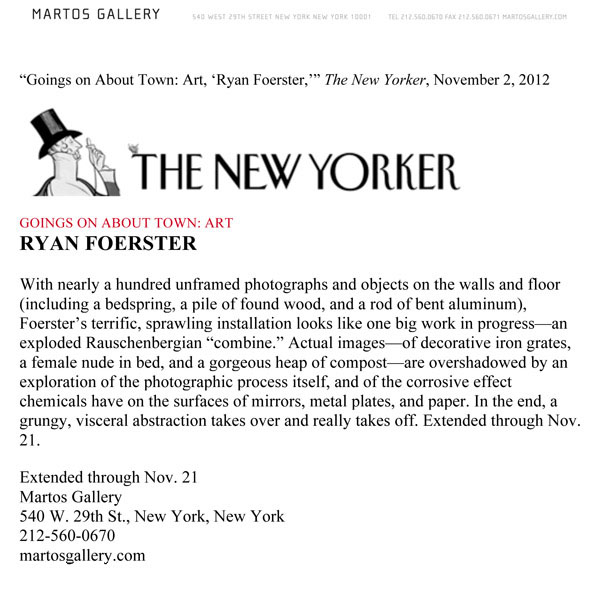 MARTOS GALLERY 540 WEST 29TH STREET NEW YORK NEW YORK 10001 TEL 212.560.0670 FAX 212.560.0671 MARTOSGALLERY.COM
“Goings on About Town: Art, ‘Ryan Foerster,’” The New Yorker, November 2, 2012
THE NEW YORKER
GOINGS ON ABOUT TOWN: ART
RYAN FOERSTER
With nearly a hundred unframed photographs and objects on the walls and floor
(including a bedspring, a pile of found wood, and a rod of bent aluminum),
Foerster’s terrific, sprawling installation looks like one big work in progress—an
exploded Rauschenbergian “combine.” Actual images—of decorative iron grates,
a female nude in bed, and a gorgeous heap of compost—are overshadowed by an
exploration of the photographic process itself, and of the corrosive effect
chemicals have on the surfaces of mirrors, metal plates, and paper. In the end, a
grungy, visceral abstraction takes over and really takes off. Extended through Nov.
21.
Extended through Nov. 21
Martos Gallery
540 W. 29th St., New York, New York
212-560-0670
martosgallery.com